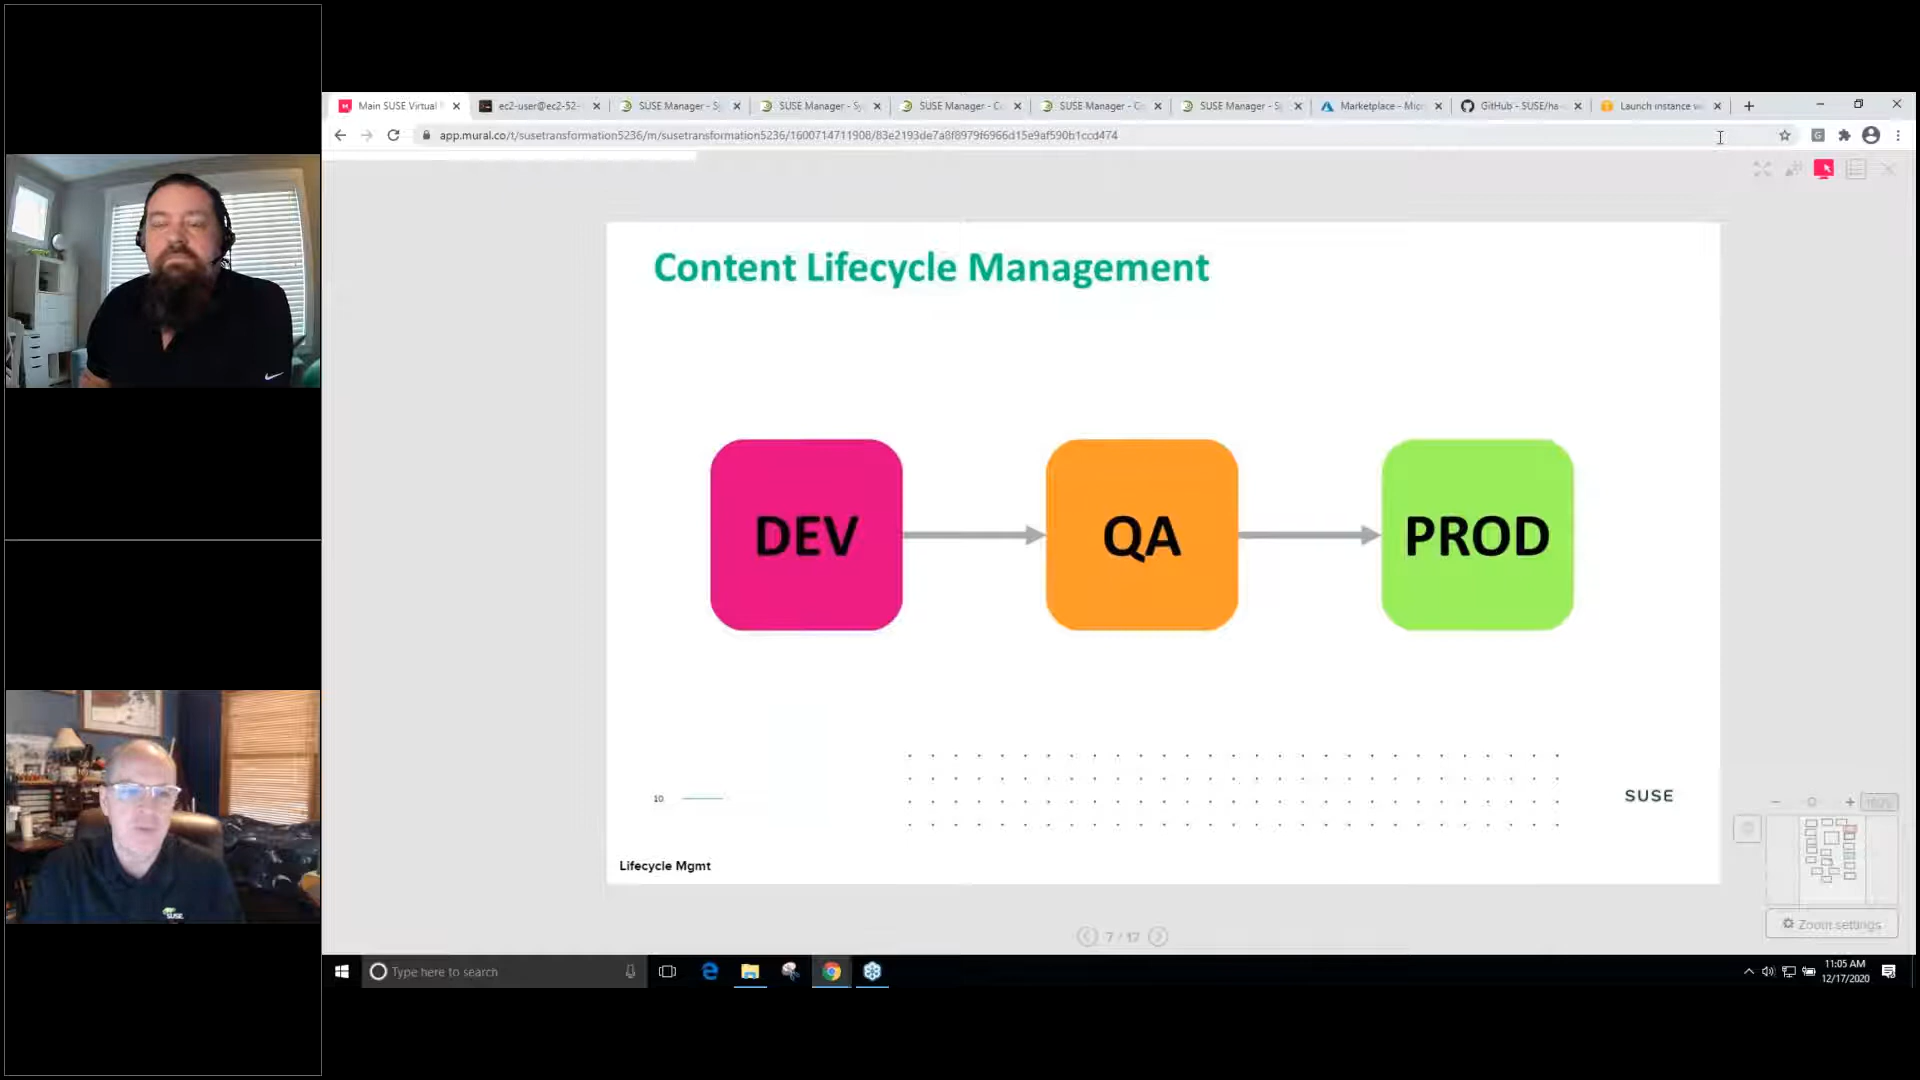 Main SUSE Virtual
ec2-user@ec2-52-
SUSE Manager - S
SUSE Manager - Sy
SUSE Manager - C
SUSE Manager - C
SUSE Manager - S
Marketplace - Micr
GitHub - SUSE/ha-
Launch instance w
app.mural.co/t/susetransformation5236/m/susetransformation5236/1600714711908/83e2193de7a8f8979f6966d15e9af590b1ccd474
Content Lifecycle Management
DEV
QA
PROD
10
SUSE
Lifecycle Mgmt
7 / 17
Zoom settings
Type here to search
11:05 AM
12/17/2020
SUSE